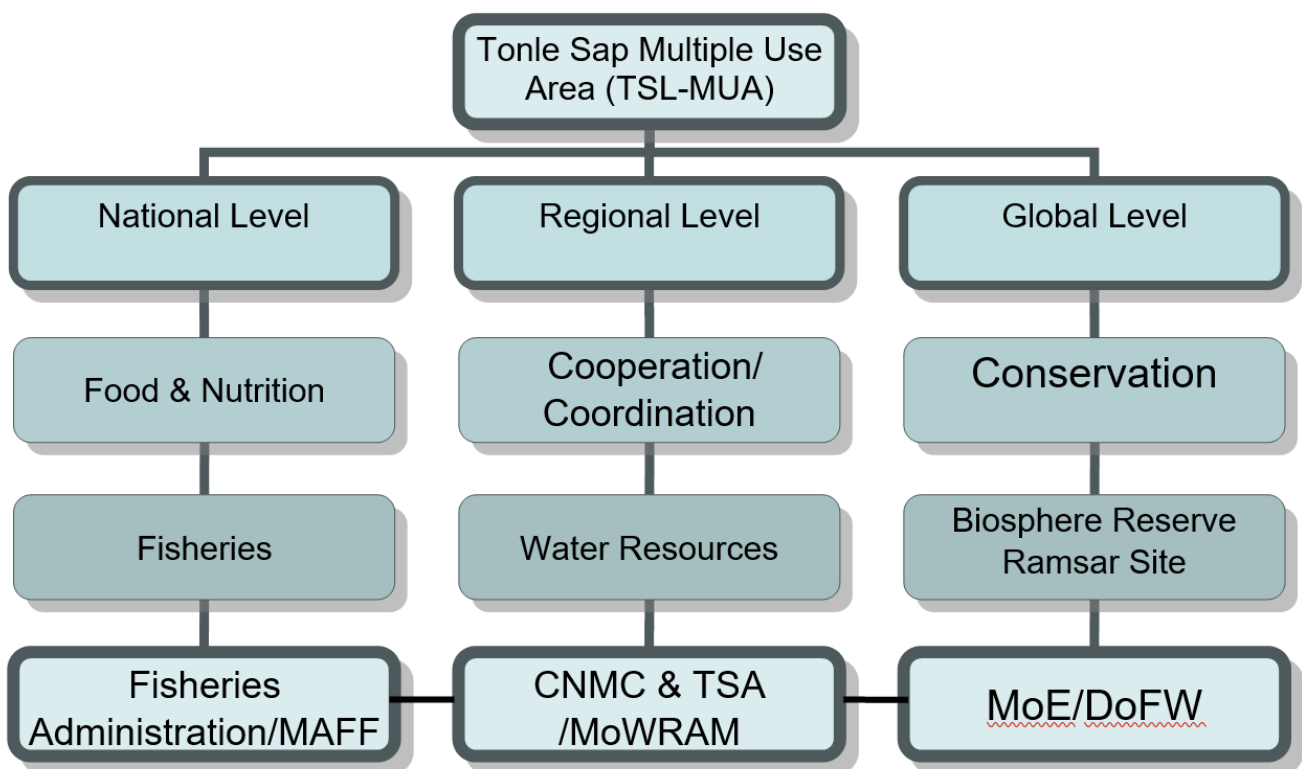 Tonle Sap Multiple Use
Area (TSL-MUA)
National Level
Regional Level
Global Level
Food & Nutrition
Cooperation/
Coordination
Conservation
Fisheries
Water Resources
Biosphere Reserve
Ramsar Site
Fisheries
Administration/MAFF
CNMC & TSA
/MoWRAM
MoE/DoFW